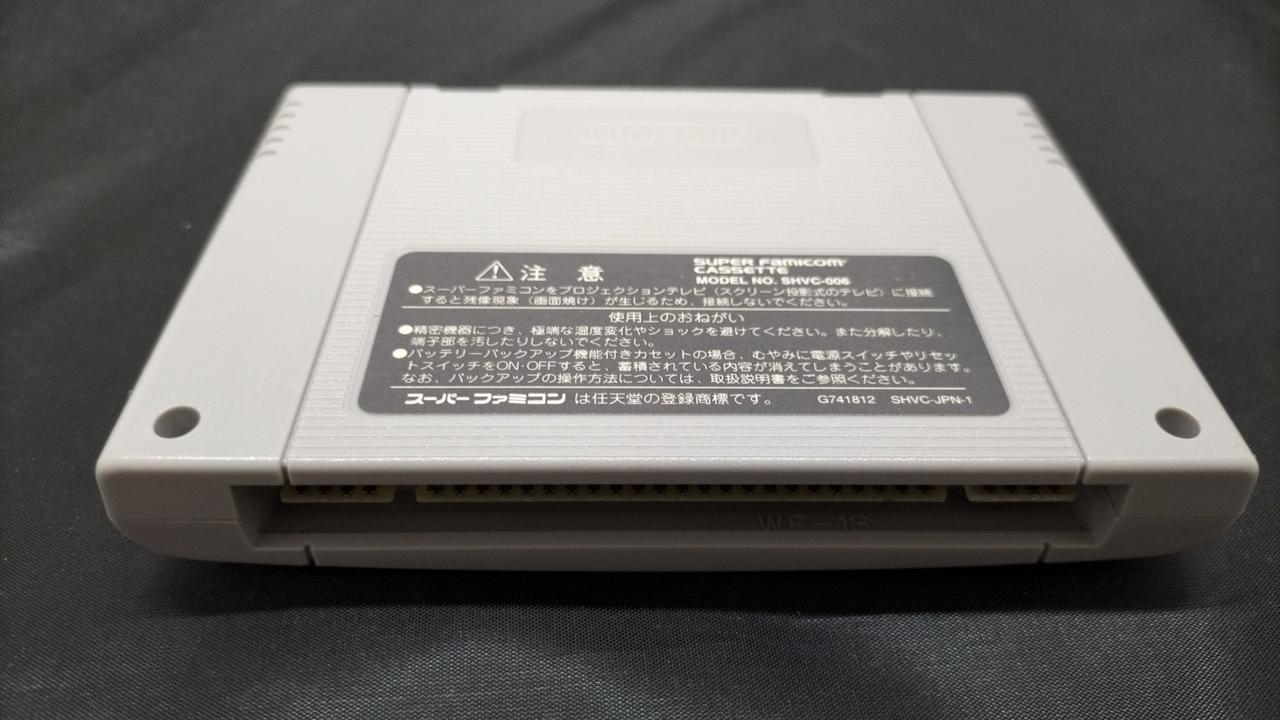 Nintendo
⚠注意
SUPER FAMICOM
CASSETTE
MODEL NO. SHVC-006
●スーパーファミコンをプロジェクションテレビ(スクリーン投影式のテレビ)に接続
すると残像現象(画面焼け)が生じるため、接続しないでください。
使用上のおねがい
●精密機器につき、極端な温度変化やショックを避けてください。また分解したり、
端子部を汚したりしないでください。
●バッテリーバックアップ機能付きカセットの場合、むやみに電源スイッチやリセッ
トスイッチをON・OFFすると、蓄積されている内容が消えてしまうことがあります。
なお、バックアップの操作方法については、取扱説明書をご参照ください。
スーパーファミコン は任天堂の登録商標です。 G741812 SHVC-JPN-1
WF-13